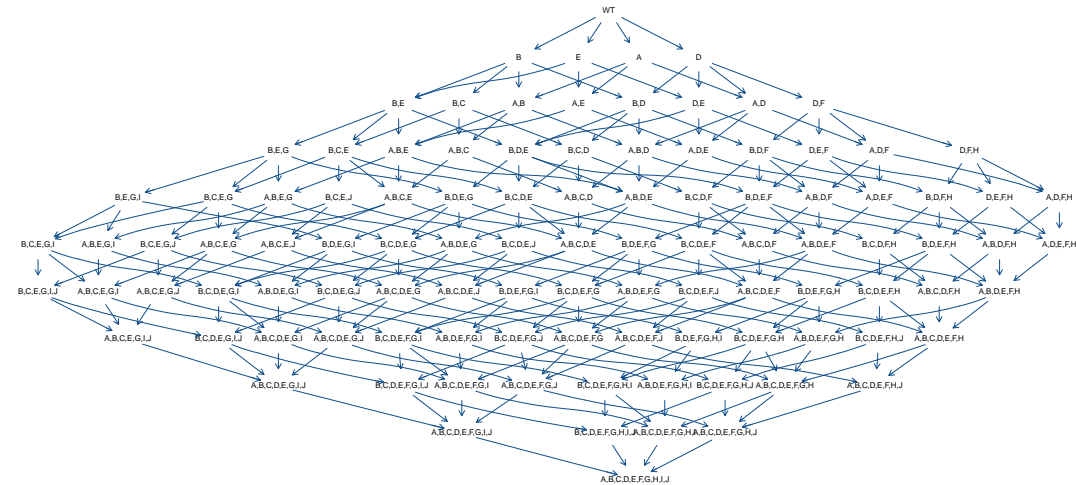 WT
B E A D
B,E B,C A,B A,E B,D D,E A,D D,F
B,E,G B,C,E A,B,E A,B,C B,D,E B,C,D A,B,D A,D,E B,D,F D,E,F A,D,F D,F,H
B,E,G,I B,C,E,G A,B,E,G B,C,E,J A,B,C,E B,D,E,G B,C,D,E A,B,C,D A,B,D,E B,C,D,F B,D,E,F A,B,D,F A,D,E,F B,D,F,H D,E,F,H A,D,F,H
B,C,E,G,I A,B,E,G,I B,C,E,G,J A,B,C,E,G A,B,C,E,J B,D,E,G,I B,C,D,E,G A,B,D,E,G B,C,D,E,J A,B,C,D,E B,D,E,F,G B,C,D,E,F A,B,C,D,F A,B,D,E,F B,C,D,F,H B,D,E,F,H A,B,D,F,H A,D,E,F,H
B,C,E,G,I,J A,B,C,E,G,I A,B,C,E,G,J B,C,D,E,G,I A,B,D,E,G,I B,C,D,E,G,J A,B,C,D,E,G A,B,C,D,E,J B,D,E,F,G,I B,C,D,E,F,G A,B,D,E,F,G B,C,D,E,F,J A,B,C,D,E,F B,D,E,F,G,H B,C,D,E,F,H A,B,C,D,F,H A,B,D,E,F,H
A,B,C,E,G,I,J B,C,D,E,G,I,J A,B,C,D,E,G,I A,B,C,D,E,G,J B,C,D,E,F,G,I A,B,D,E,F,G,I B,C,D,E,F,G,J A,B,C,D,E,F,G A,B,C,D,E,F,J B,D,E,F,G,H,I B,C,D,E,F,G,H A,B,D,E,F,G,H B,C,D,E,F,H,J A,B,C,D,E,F,H
A,B,C,D,E,G,I,J B,C,D,E,F,G,I,J A,B,C,D,E,F,G,I A,B,C,D,E,F,G,J B,C,D,E,F,G,H,I A,B,D,E,F,G,H,I B,C,D,E,F,G,H,J A,B,C,D,E,F,G,H A,B,C,D,E,F,H,J
A,B,C,D,E,F,G,I,J B,C,D,E,F,G,H,I,J A,B,C,D,E,F,G,H,I A,B,C,D,E,F,G,H,J
A,B,C,D,E,F,G,H,I,J